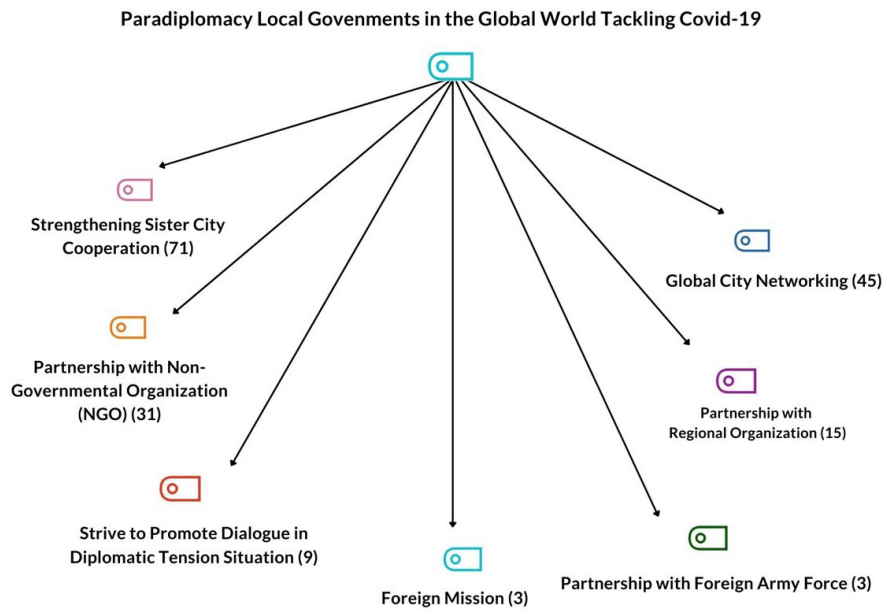 Paradiplomacy Local Govenments in the Global World Tackling Covid-19
Strengthening Sister City
Cooperation (71)
Global City Networking (45)
Partnership with Non-
Governmental Organization
(NGO) (31)
Partnership with
Regional Organization (15)
Strive to Promote Dialogue in
Diplomatic Tension Situation (9)
Foreign Mission (3)
Partnership with Foreign Army Force (3)